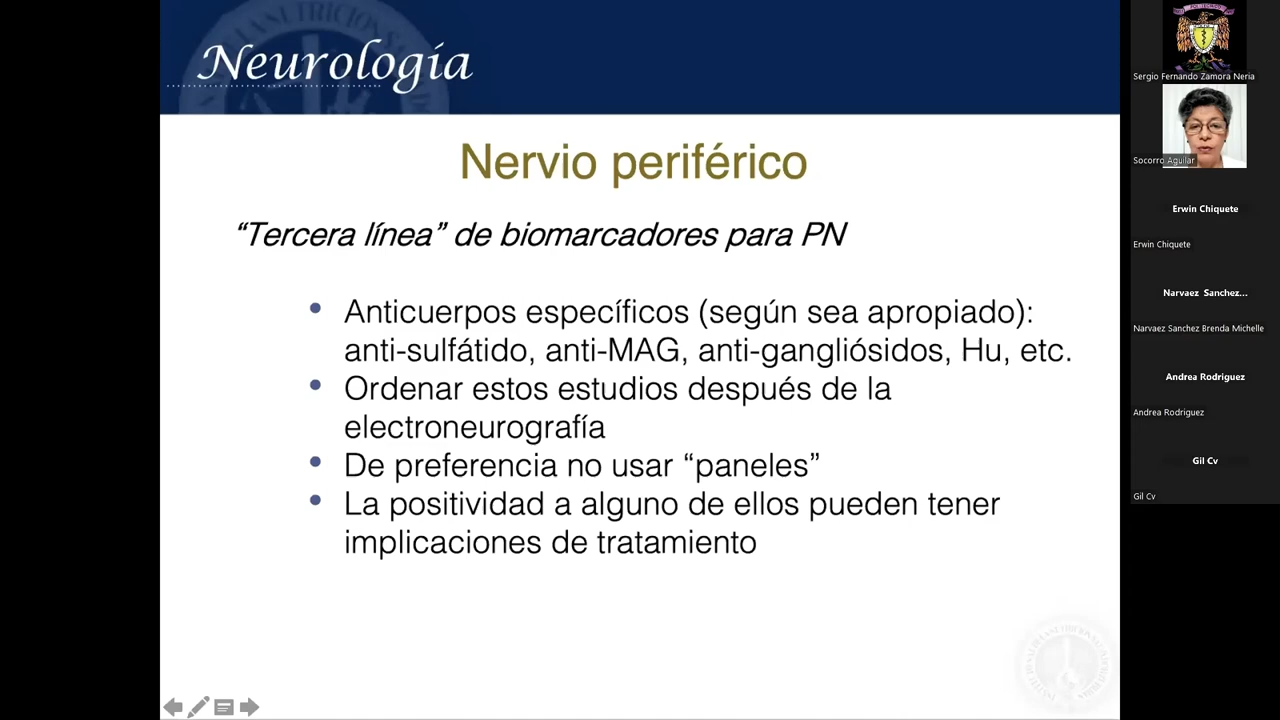 Neurología
Nervio periférico
“Tercera línea” de biomarcadores para PN
• Anticuerpos específicos (según sea apropiado):
anti-sulfátido, anti-MAG, anti-gangliósidos, Hu, etc.
• Ordenar estos estudios después de la
electroneurografía
• De preferencia no usar “paneles”
• La positividad a alguno de ellos pueden tener
implicaciones de tratamiento
Sergio Fernando Zamora Neria
Socorro Aguilar
Erwin Chiquete
Erwin Chiquete
Narvaez Sanchez...
Narvaez Sanchez Brenda Michelle
Andrea Rodriguez
Andrea Rodriguez
Gil Cv
Gil Cv